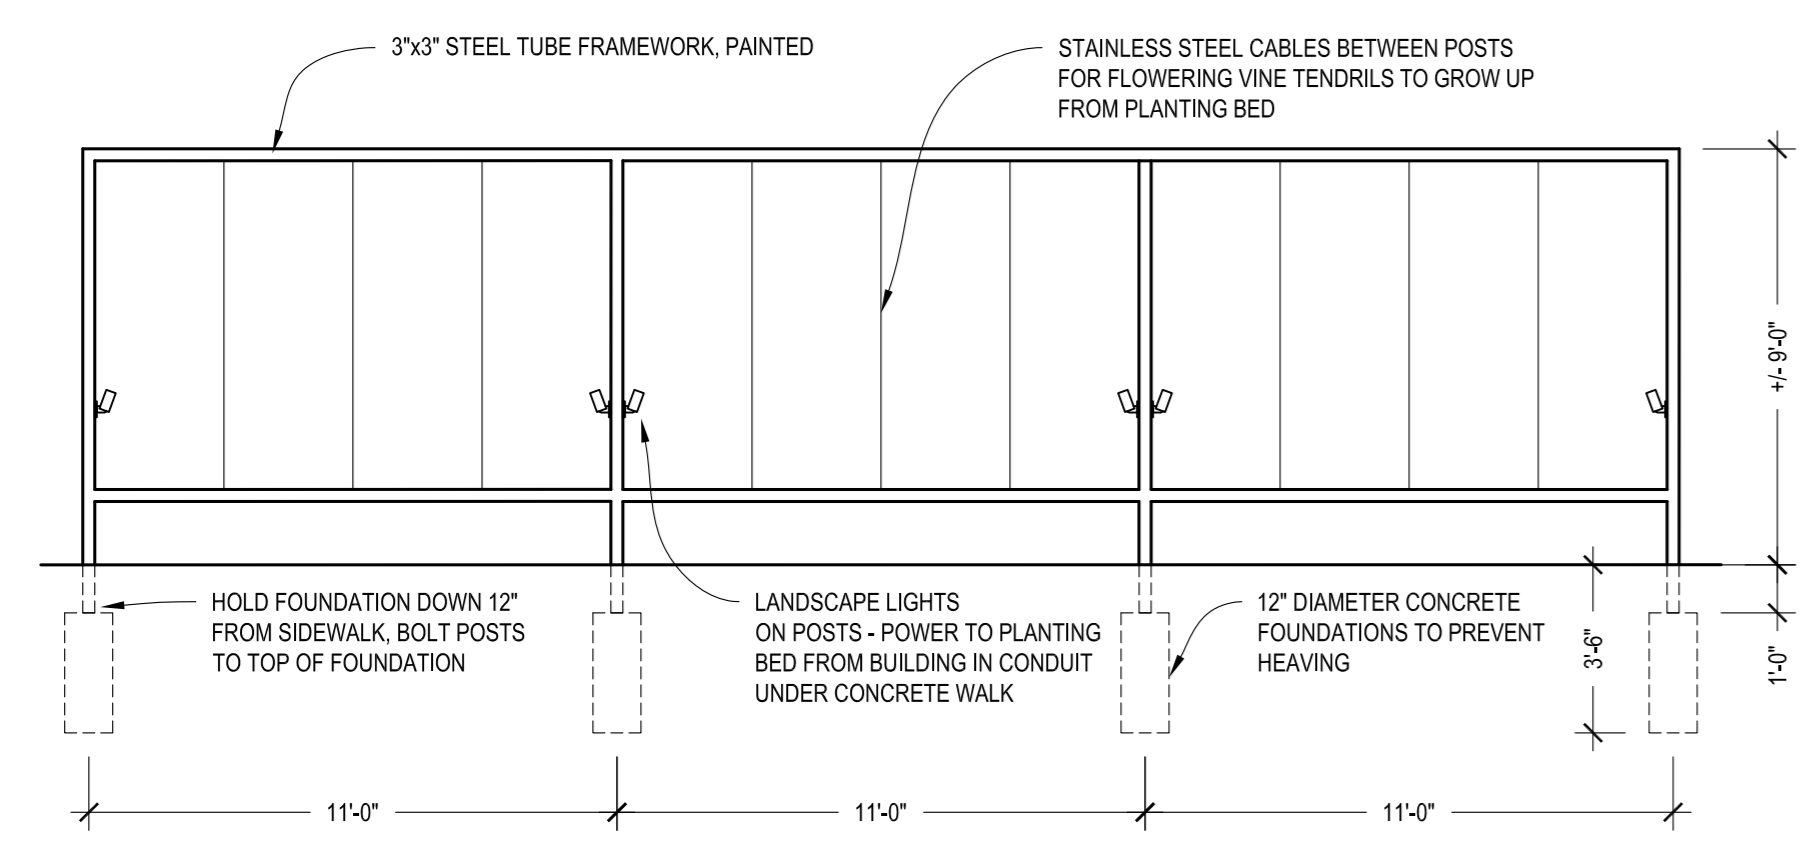 3"x3" STEEL TUBE FRAMEWORK, PAINTED
STAINLESS STEEL CABLES BETWEEN POSTS
FOR FLOWERING VINE TENDRILS TO GROW UP
FROM PLANTING BED
+/- 9'-0"
HOLD FOUNDATION DOWN 12"
FROM SIDEWALK, BOLT POSTS
TO TOP OF FOUNDATION
LANDSCAPE LIGHTS
ON POSTS - POWER TO PLANTING
BED FROM BUILDING IN CONDUIT
UNDER CONCRETE WALK
12" DIAMETER CONCRETE
FOUNDATIONS TO PREVENT
HEAVING
3'-6"
1'-0"
11'-0"
11'-0"
11'-0"